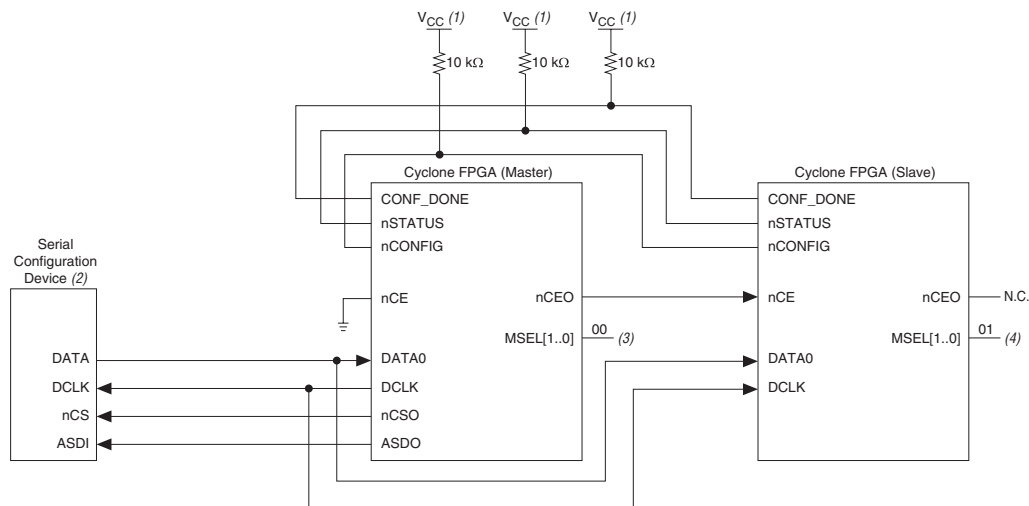 VCC (1)
VCC (1)
VCC (1)
10 kΩ
10 kΩ
10 kΩ
Cyclone FPGA (Master)
CONF_DONE
nSTATUS
nCONFIG
nCE
nCEO
MSEL[1..0]
00
(3)
DATA0
DCLK
nCSO
ASDO
Cyclone FPGA (Slave)
CONF_DONE
nSTATUS
nCONFIG
nCE
nCEO
N.C.
MSEL[1..0]
01
(4)
DATA0
DCLK
Serial
Configuration
Device (2)
DATA
DCLK
nCS
ASDI